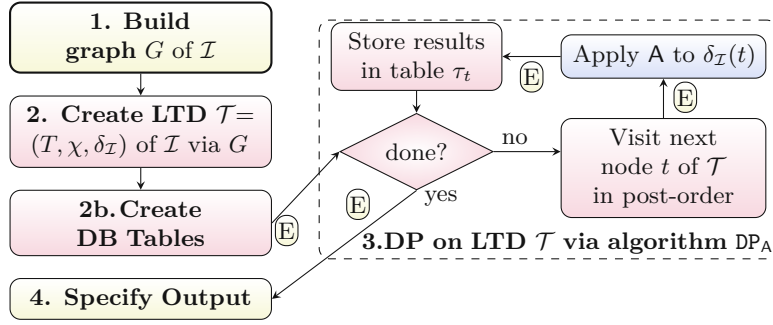 1. Build
graph G of I
2. Create LTD T=
(T, χ, δ_I) of I via G
2b.Create
DB Tables
E
Store results
in table τ_t
done?
no
yes
E
Apply A to δ_I(t)
E
E
Visit next
node t of T
in post-order
3.DP on LTD T via algorithm DP_A
4. Specify Output